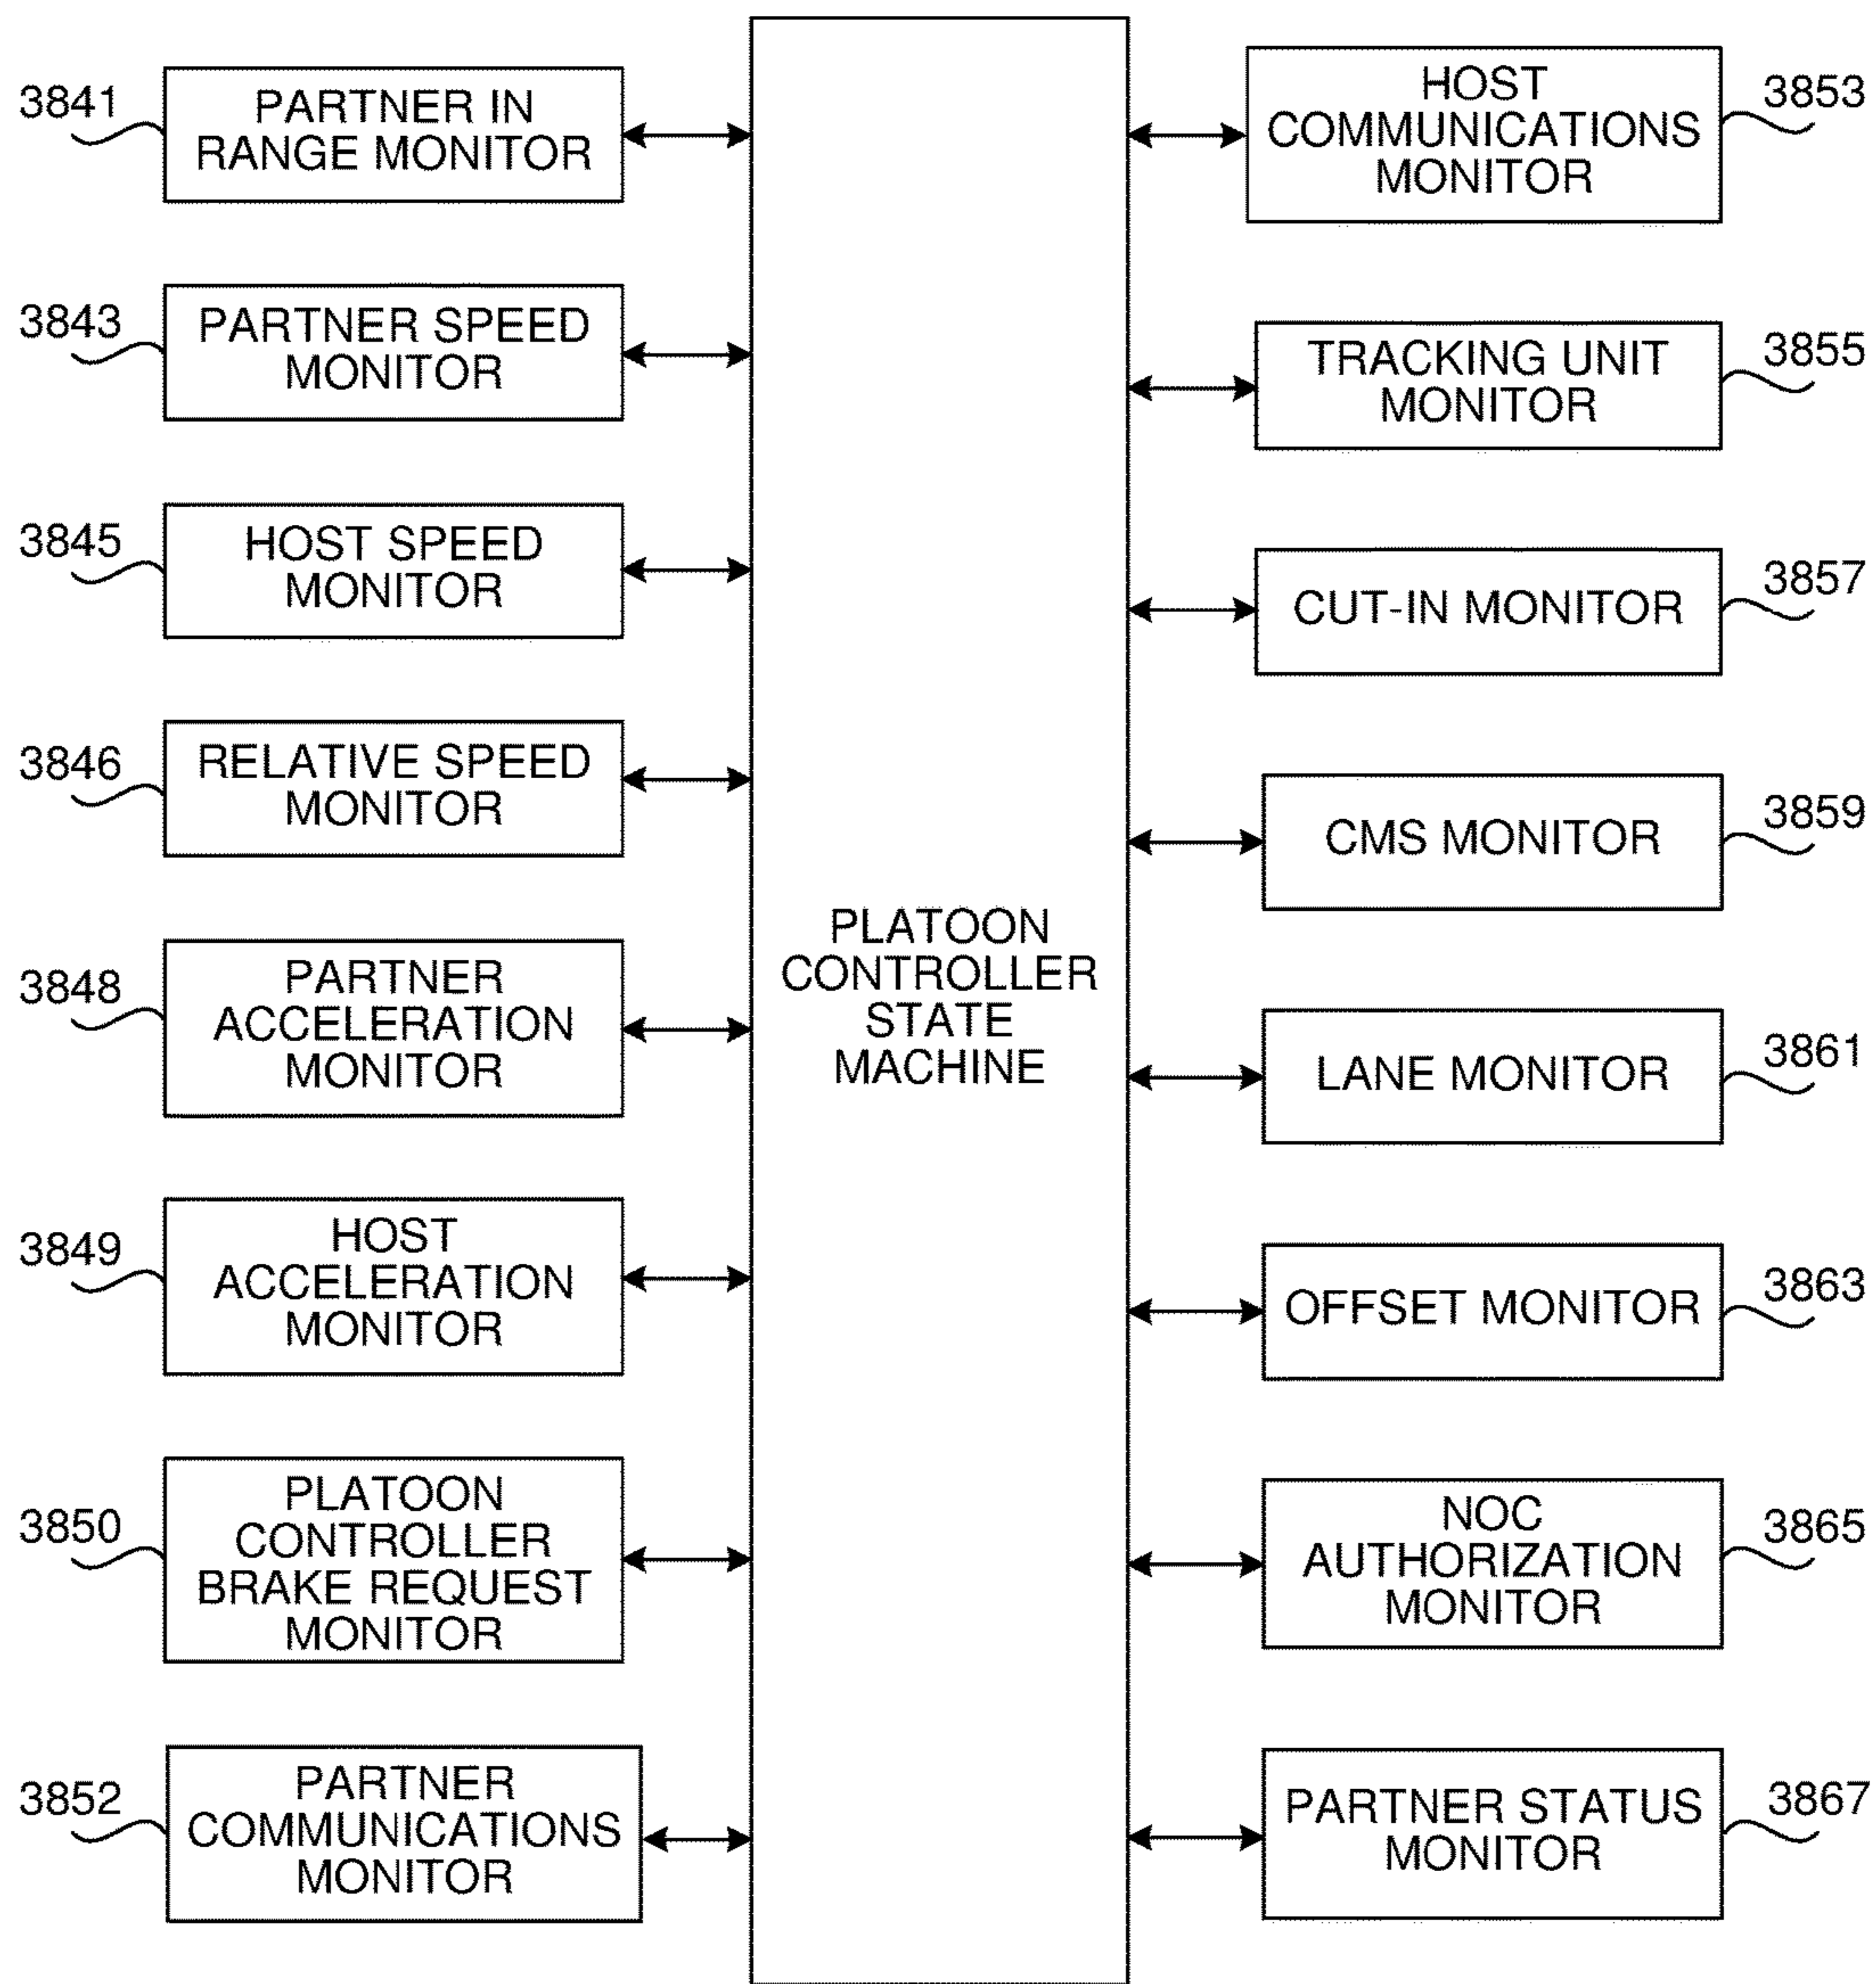 3841
PARTNER IN
RANGE MONITOR
3843
PARTNER SPEED
MONITOR
3845
HOST SPEED
MONITOR
3846
RELATIVE SPEED
MONITOR
3848
PARTNER
ACCELERATION
MONITOR
3849
HOST
ACCELERATION
MONITOR
3850
PLATOON
CONTROLLER
BRAKE REQUEST
MONITOR
3852
PARTNER
COMMUNICATIONS
MONITOR
PLATOON
CONTROLLER
STATE
MACHINE
HOST
COMMUNICATIONS
MONITOR
3853
TRACKING UNIT
MONITOR
3855
CUT-IN MONITOR
3857
CMS MONITOR
3859
LANE MONITOR
3861
OFFSET MONITOR
3863
NOC
AUTHORIZATION
MONITOR
3865
PARTNER STATUS
MONITOR
3867